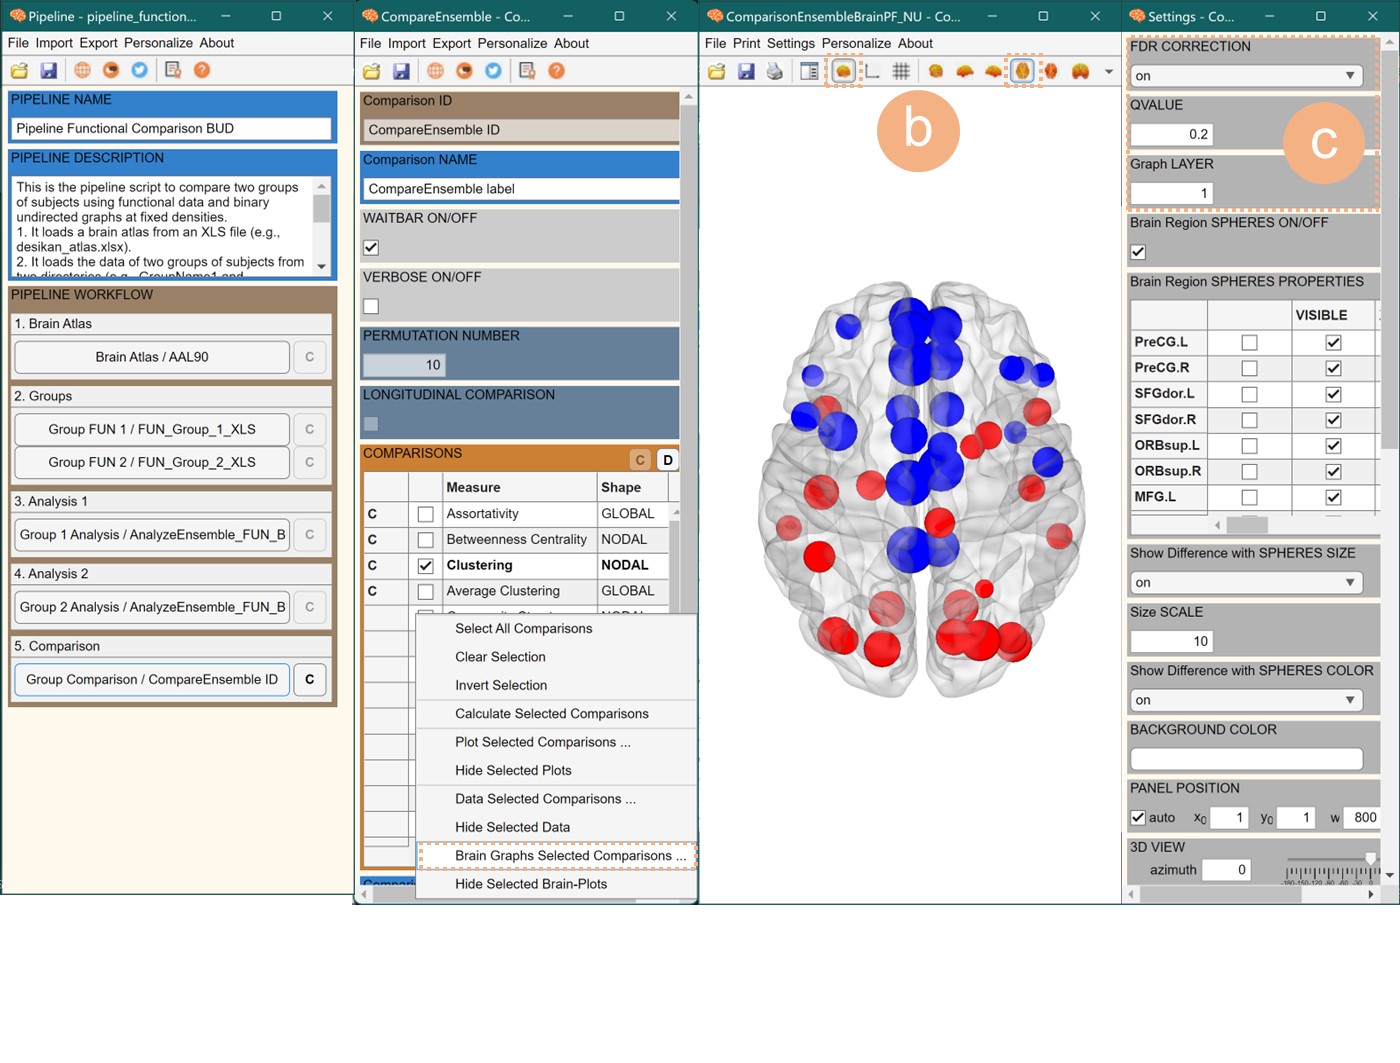 Pipeline - pipeline_function...
File Import Export Personalize About
PIPELINE NAME
Pipeline Functional Comparison BUD
PIPELINE DESCRIPTION
This is the pipeline script to compare two groups
of subjects using functional data and binary
undirected graphs at fixed densities.
1. It loads a brain atlas from an XLS file (e.g.,
desikan_atlas.xlsx).
2. It loads the data of two groups of subjects from
two directories (e.g., GroupName1 and
PIPELINE WORKFLOW
1. Brain Atlas
Brain Atlas / AAL90 C
2. Groups
Group FUN 1 / FUN_Group_1_XLS C
Group FUN 2 / FUN_Group_2_XLS C
3. Analysis 1
Group 1 Analysis / AnalyzeEnsemble_FUN_B C
4. Analysis 2
Group 2 Analysis / AnalyzeEnsemble_FUN_B C
5. Comparison
Group Comparison / CompareEnsemble ID C
CompareEnsemble - Co...
File Import Export Personalize About
Comparison ID
CompareEnsemble ID
Comparison NAME
CompareEnsemble label
WAITBAR ON/OFF
VERBOSE ON/OFF
PERMUTATION NUMBER
10
LONGITUDINAL COMPARISON
COMPARISONS C D
Measure Shape
C Assortativity GLOBAL
C Betweenness Centrality NODAL
C Clustering NODAL
C Average Clustering GLOBAL
Select All Comparisons
Clear Selection
Invert Selection
Calculate Selected Comparisons
Plot Selected Comparisons ...
Hide Selected Plots
Data Selected Comparisons ...
Hide Selected Data
Brain Graphs Selected Comparisons ...
Hide Selected Brain-Plots
ComparisonEnsembleBrainPF_NU - Co...
File Print Settings Personalize About
b
Settings - Co...
FDR CORRECTION
on
QVALUE
0.2
c
Graph LAYER
1
Brain Region SPHERES ON/OFF
Brain Region SPHERES PROPERTIES
VISIBLE
PreCG.L
PreCG.R
SFGdor.L
SFGdor.R
ORBsup.L
ORBsup.R
MFG.L
Show Difference with SPHERES SIZE
on
Size SCALE
10
Show Difference with SPHERES COLOR
on
BACKGROUND COLOR
PANEL POSITION
auto x0 1 y0 1 w 800
3D VIEW
azimuth 0